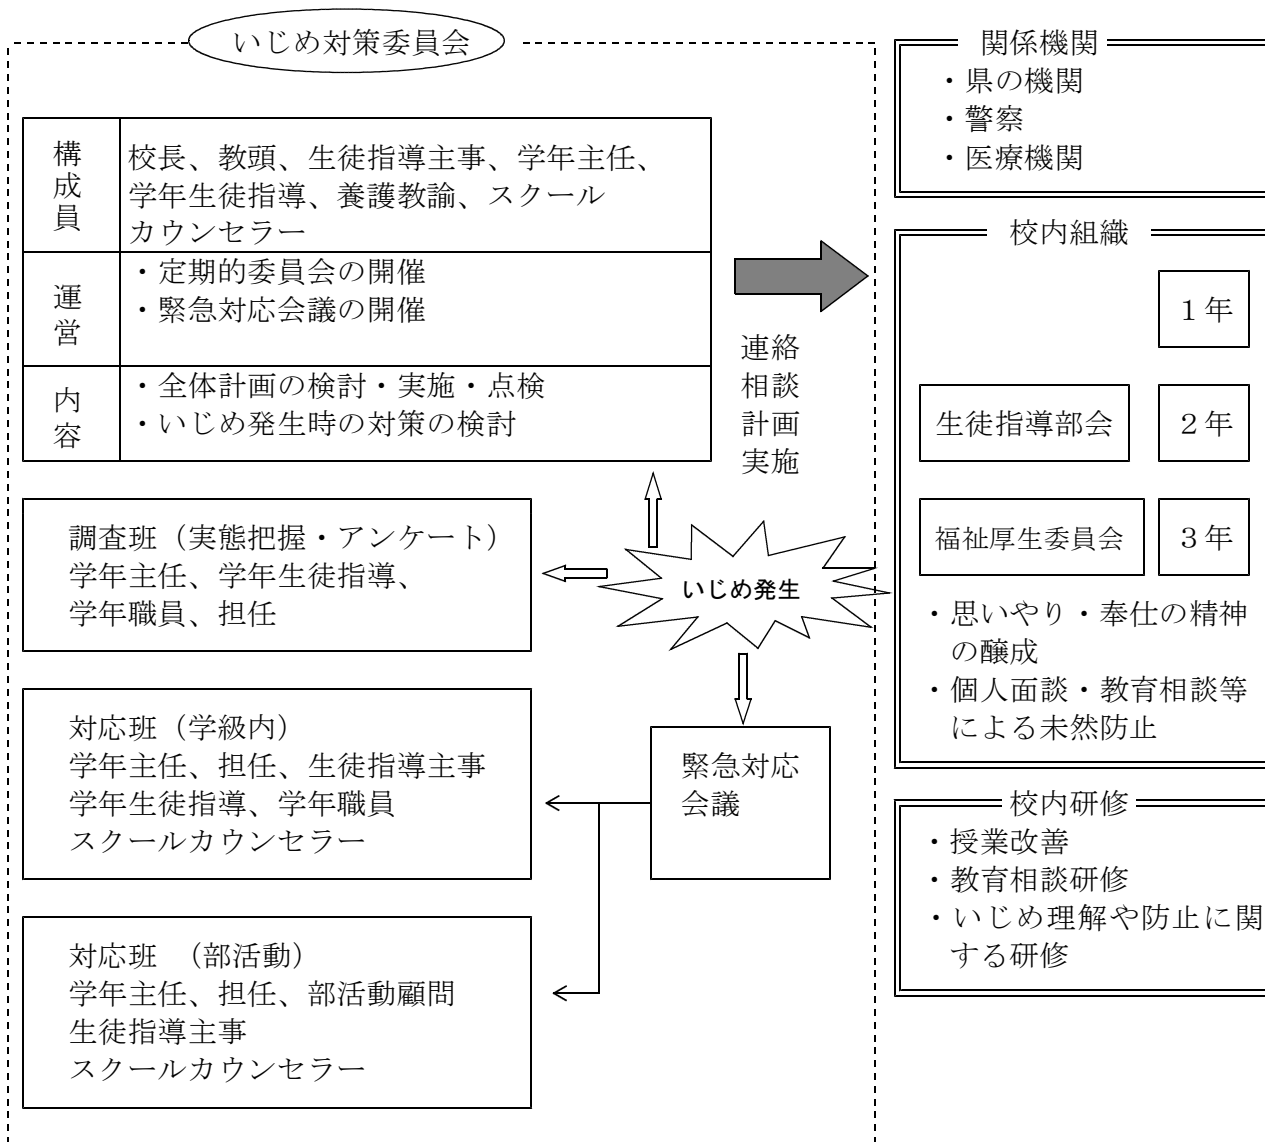 いじめ対策委員会
構成員
校長、教頭、生徒指導主事、学年主任、
学年生徒指導、養護教諭、スクール
カウンセラー
運営
・定期的委員会の開催
・緊急対応会議の開催
内容
・全体計画の検討・実施・点検
・いじめ発生時の対策の検討
連絡
相談
計画
実施
調査班（実態把握・アンケート）
学年主任、学年生徒指導、
学年職員、担任
いじめ発生
対応班（学級内）
学年主任、担任、生徒指導主事
学年生徒指導、学年職員
スクールカウンセラー
緊急対応
会議
対応班　（部活動）
学年主任、担任、部活動顧問
生徒指導主事
スクールカウンセラー
関係機関
・県の機関
・警察
・医療機関
校内組織
１年
生徒指導部会
２年
福祉厚生委員会
３年
・思いやり・奉仕の精神
の醸成
・個人面談・教育相談等
による未然防止
校内研修
・授業改善
・教育相談研修
・いじめ理解や防止に関
する研修